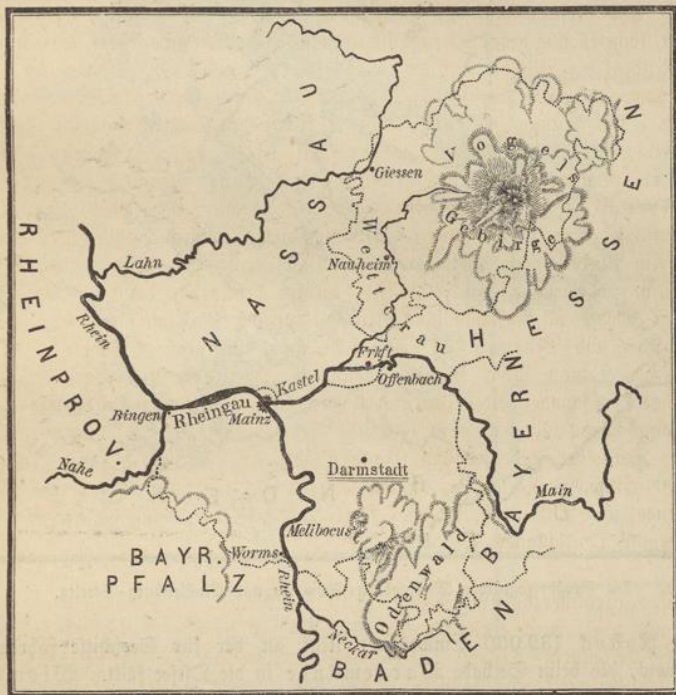 NASSAU
Vogels
Gebirge
HESSEN
Giessen
Wetterau
Nauheim
RHEINPROV.
Lahn
Rhein
Frkft
Offenbach
Kastel
Bingen
Rheingau
Mainz
Nahe
Darmstadt
BAYERN
Main
Melibocus
BAYR.
PFALZ
Worms
Rhein
Odenwald
Neckar
BADEN